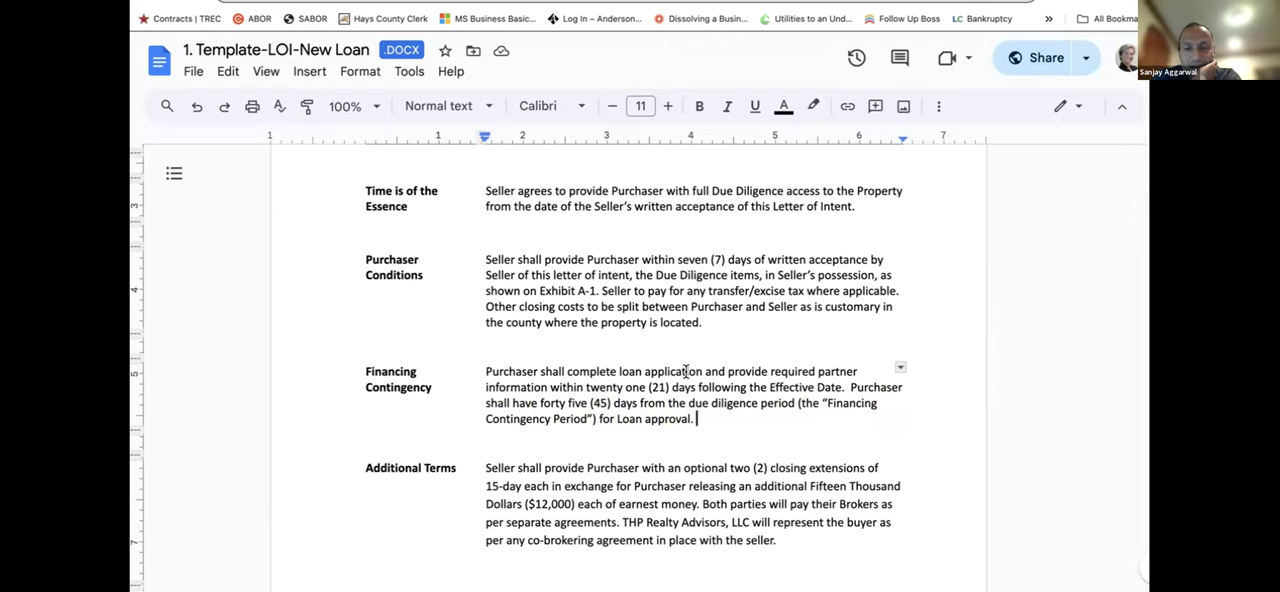 Contracts | TREC
ABOR
SABOR
Hays County Clerk
MS Business Basic...
Log In – Anderson...
Dissolving a Busin...
Utilities to an Und...
Follow Up Boss
LC Bankruptcy
»
All Bookma
Sanjay Aggarwal
1. Template-LOI-New Loan
.DOCX
Share
File Edit View Insert Format Tools Help
100%
Normal text
Calibri
− 11 +
B I U A
1 1 2 3 4 5 6 7
3
4
5
7
Time is of the
Essence
Seller agrees to provide Purchaser with full Due Diligence access to the Property
from the date of the Seller's written acceptance of this Letter of Intent.
Purchaser
Conditions
Seller shall provide Purchaser within seven (7) days of written acceptance by
Seller of this letter of intent, the Due Diligence items, in Seller's possession, as
shown on Exhibit A-1. Seller to pay for any transfer/excise tax where applicable.
Other closing costs to be split between Purchaser and Seller as is customary in
the county where the property is located.
Financing
Contingency
Purchaser shall complete loan application and provide required partner
information within twenty one (21) days following the Effective Date. Purchaser
shall have forty five (45) days from the due diligence period (the “Financing
Contingency Period”) for Loan approval.
Additional Terms
Seller shall provide Purchaser with an optional two (2) closing extensions of
15-day each in exchange for Purchaser releasing an additional Fifteen Thousand
Dollars ($12,000) each of earnest money. Both parties will pay their Brokers as
per separate agreements. THP Realty Advisors, LLC will represent the buyer as
per any co-brokering agreement in place with the seller.